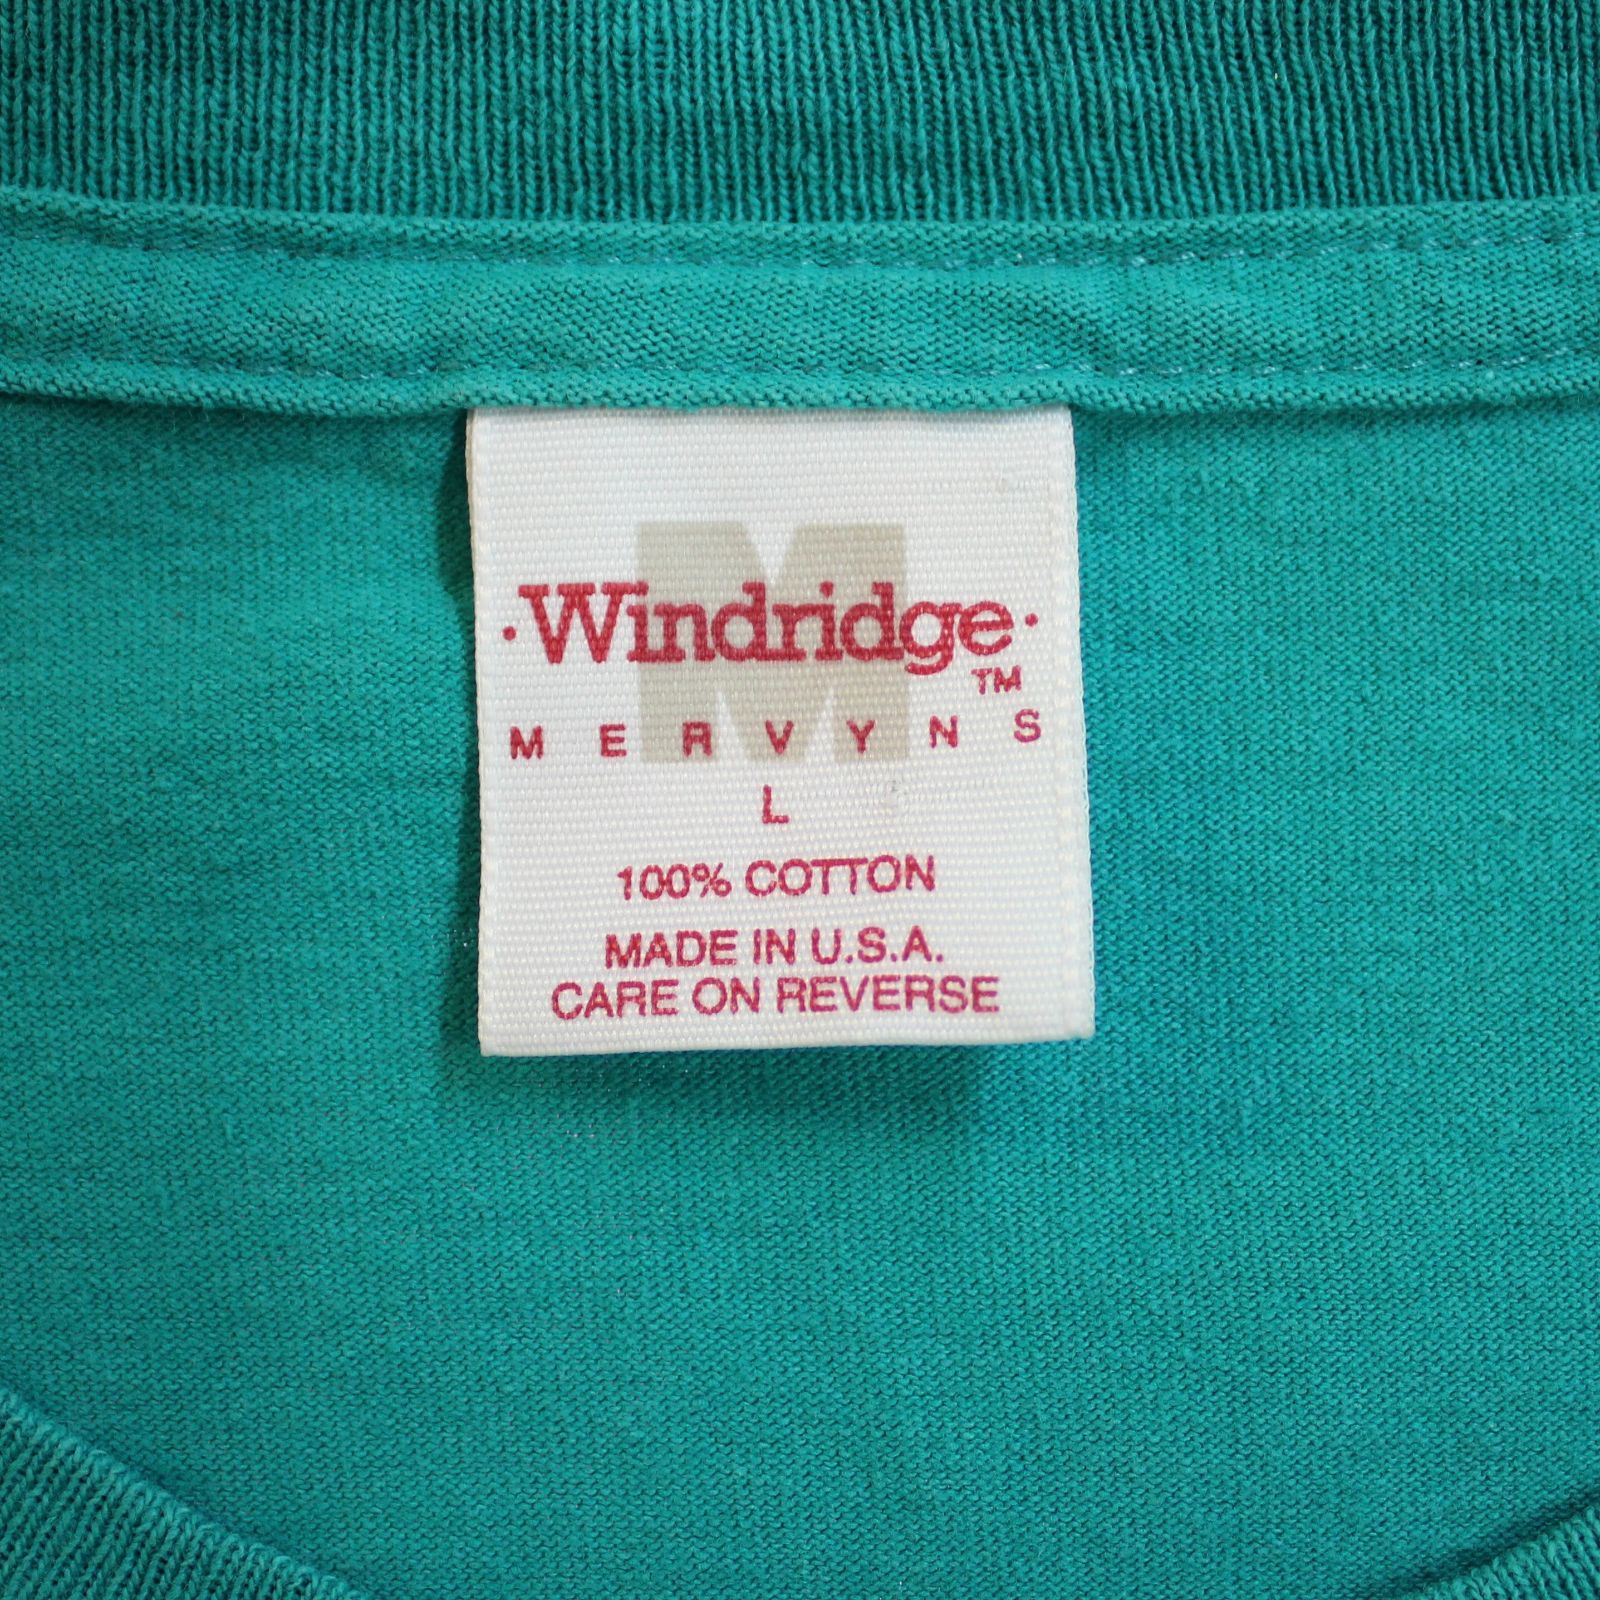 M
·Windridge·
TM
MERVYNS
L
100% COTTON
MADE IN U.S.A.
CARE ON REVERSE